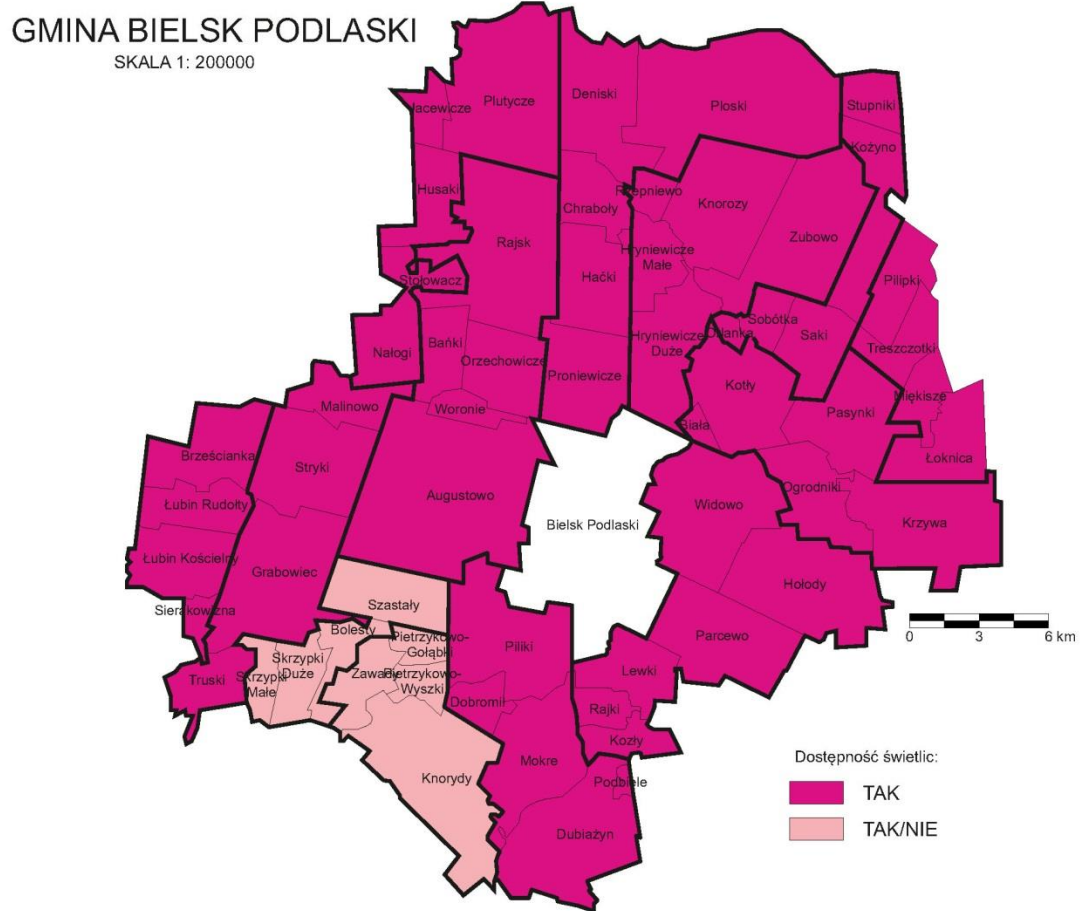 GMINA BIELSK PODLASKI
SKALA 1: 200000
Jacewicze
Plutycze
Deniski
Ploski
Stupniki
Kożyno
Husaki
Rajsk
Chraboły
Rzepniewo
Knorozy
Zubowo
Hryniewicze
Małe
Haćki
Stołowacz
Pilipki
Nałogi
Bańki
Orzechowicze
Proniewicze
Hryniewicze
Duże
Orlanka
Sobótka
Saki
Treszczotki
Malinowo
Woronie
Kotły
Biała
Pasynki
Miękisze
Łoknica
Brześcianka
Stryki
Augustowo
Łubin Rudołty
Widowo
Ogrodniki
Krzywa
Bielsk Podlaski
Łubin Kościelny
Grabowiec
Hołody
Sierakowizna
Szastały
Bolesty
Pietrzykowo-
Gołąbki
Piliki
Parcewo
0 3 6 km
Truski
Skrzypki
Małe
Skrzypki
Duże
Zawady
Pietrzykowo-
Wyszki
Dobromil
Lewki
Rajki
Kozły
Knorydy
Mokre
Podbiele
Dubiażyn
Dostępność świetlic:
TAK
TAK/NIE